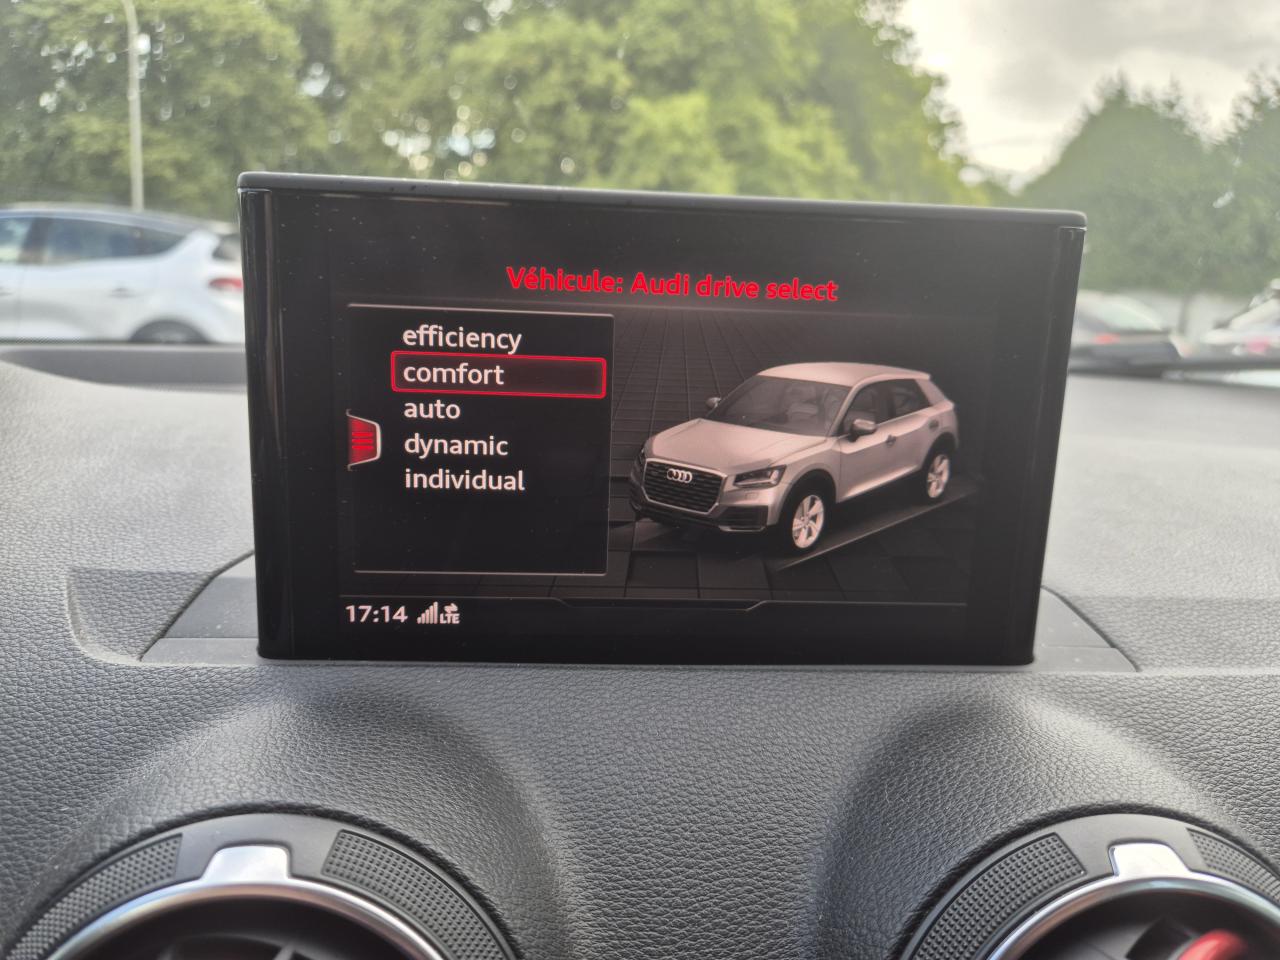 Véhicule: Audi drive select
efficiency
comfort
auto
dynamic
individual
17:14 LTE